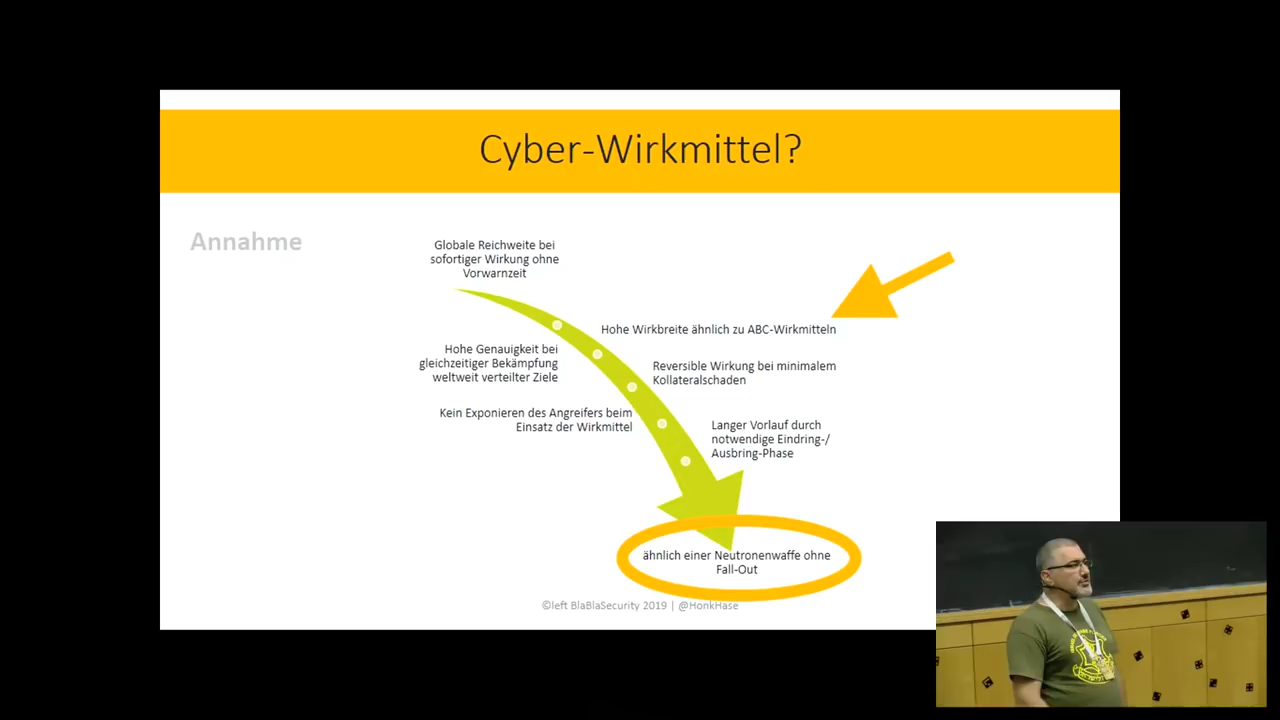 Cyber-Wirkmittel?
Annahme
Globale Reichweite bei
sofortiger Wirkung ohne
Vorwarnzeit
Hohe Wirkbreite ähnlich zu ABC-Wirkmitteln
Hohe Genauigkeit bei
gleichzeitiger Bekämpfung
weltweit verteilter Ziele
Reversible Wirkung bei minimalem
Kollateralschaden
Kein Exponieren des Angreifers beim
Einsatz der Wirkmittel
Langer Vorlauf durch
notwendige Eindring-/
Ausbring-Phase
ähnlich einer Neutronenwaffe ohne
Fall-Out
©left BlaBlaSecurity 2019 | @HonkHase